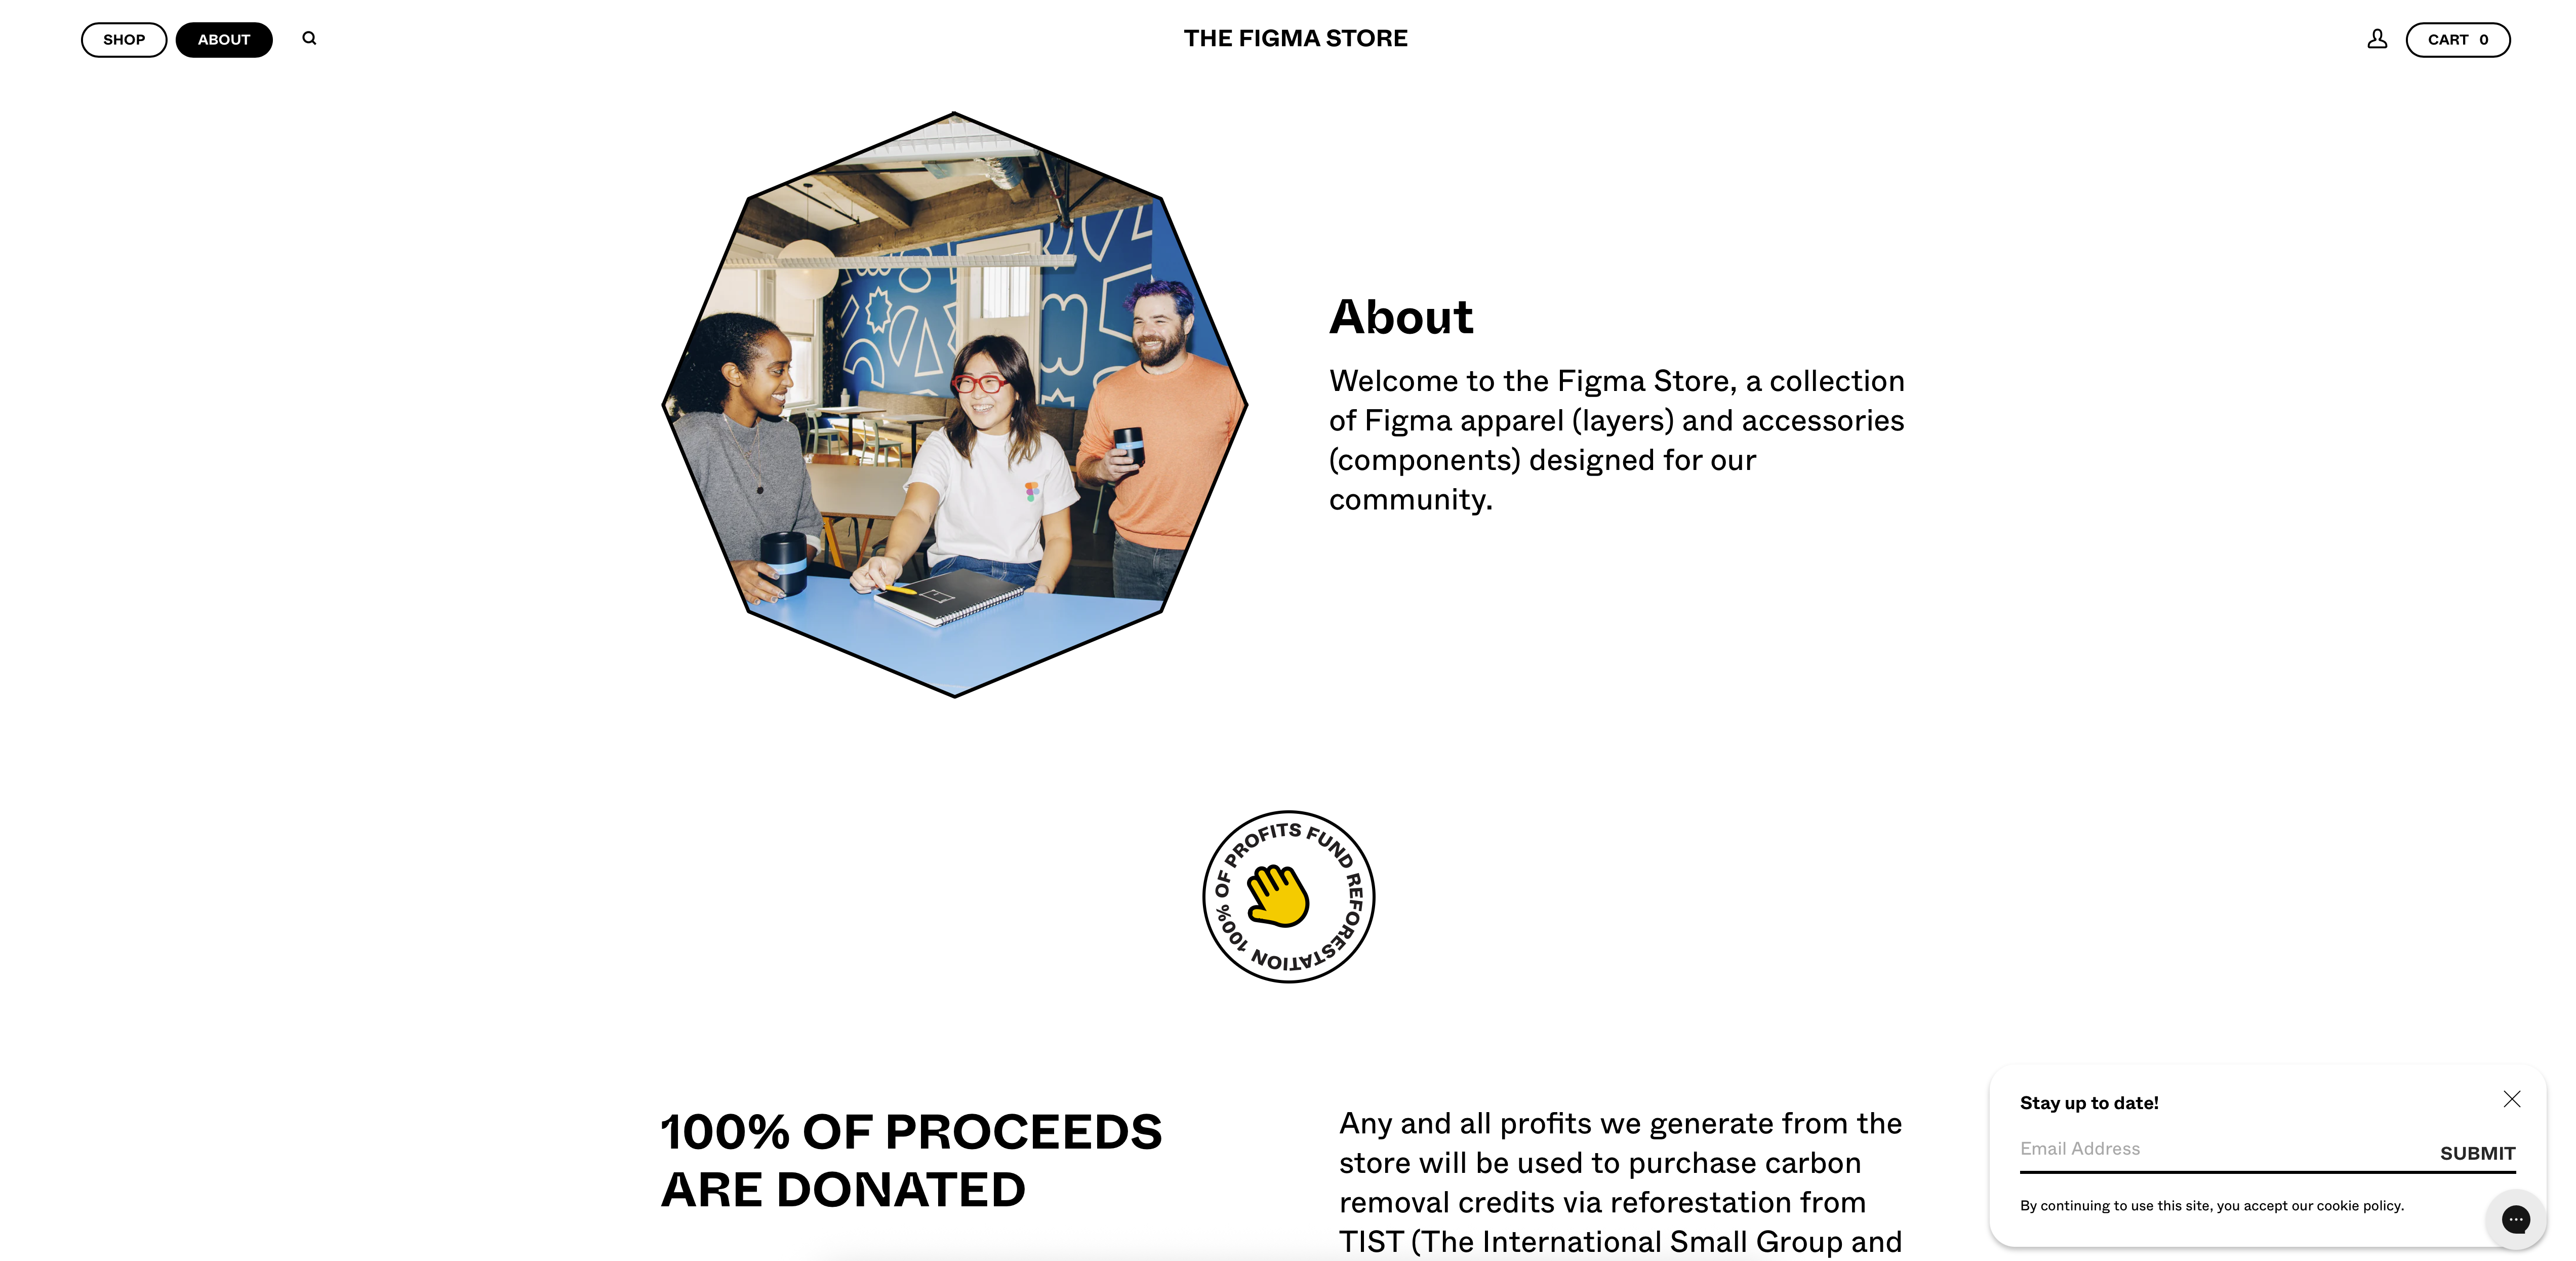 SHOP
ABOUT
THE FIGMA STORE
CART 0
About
Welcome to the Figma Store, a collection
of Figma apparel (layers) and accessories
(components) designed for our
community.
100% OF PROFITS FUND REFORESTATION
100% OF PROCEEDS
ARE DONATED
Any and all profits we generate from the
store will be used to purchase carbon
removal credits via reforestation from
TIST (The International Small Group and
Stay up to date!
Email Address
SUBMIT
By continuing to use this site, you accept our cookie policy.